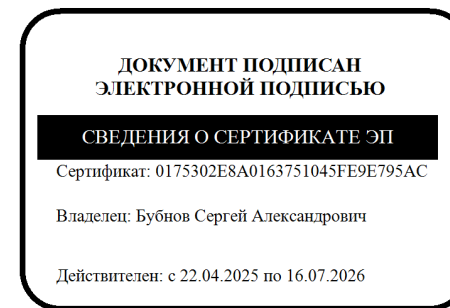 ДОКУМЕНТ ПОДПИСАН
ЭЛЕКТРОННОЙ ПОДПИСЬЮ
СВЕДЕНИЯ О СЕРТИФИКАТЕ ЭП
Сертификат: 0175302E8A0163751045FE9E795AC
Владелец: Бубнов Сергей Александрович
Действителен: с 22.04.2025 по 16.07.2026